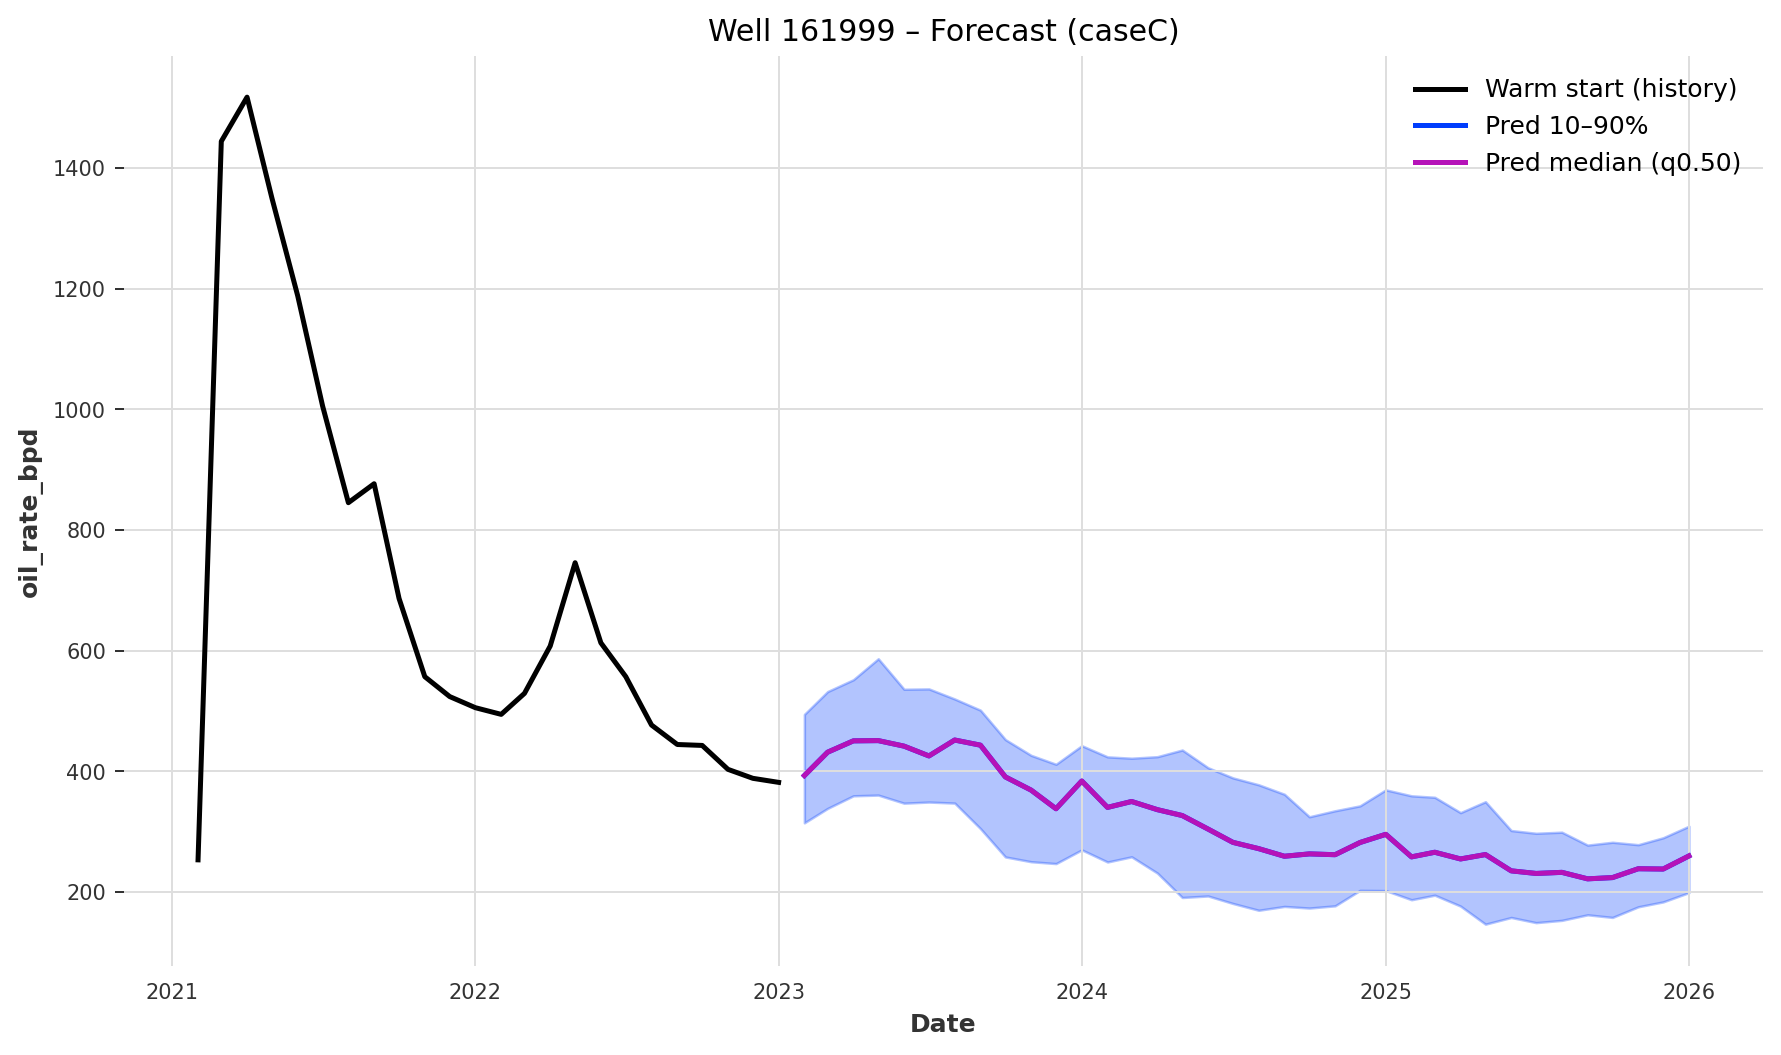 Well 161999 – Forecast (caseC)
Warm start (history)
Pred 10–90%
Pred median (q0.50)
oil_rate_bpd
1400
1200
1000
800
600
400
200
2021
2022
2023
2024
2025
2026
Date